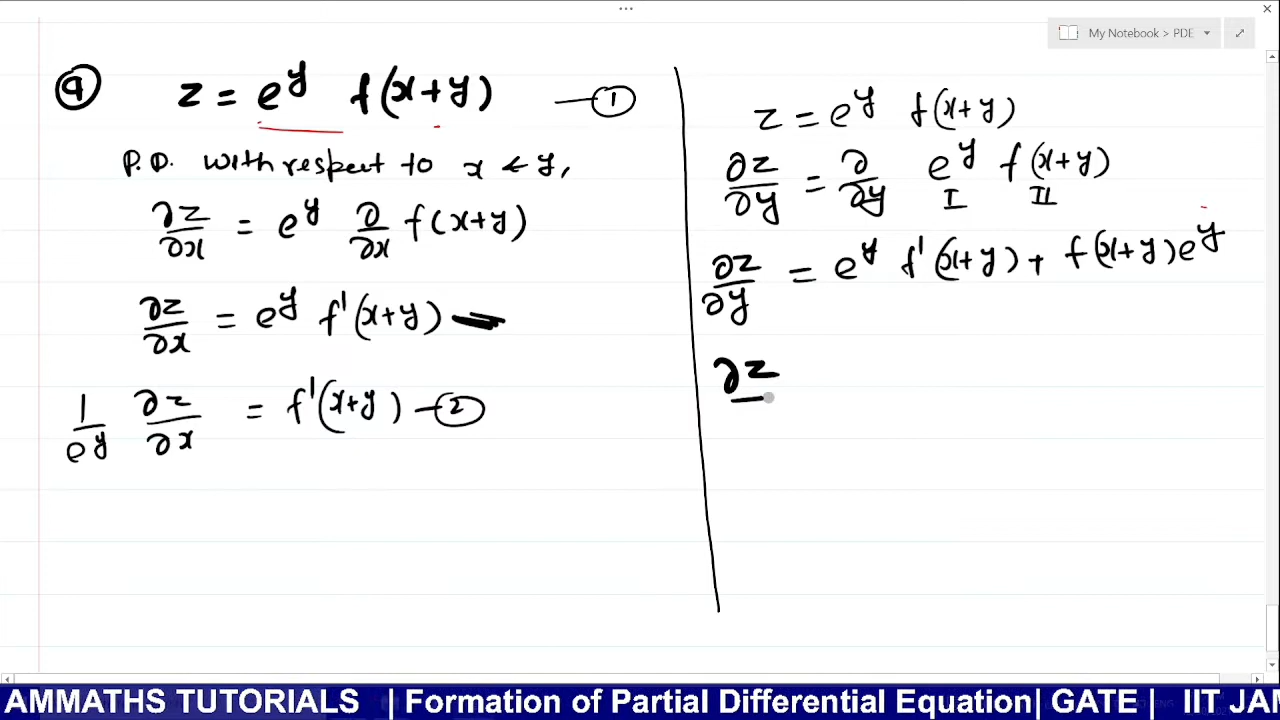 My Notebook > PDE
9 z = e^y f(x+y) —①
P.D. with respect to x & y,
∂z/∂x = e^y ∂/∂x f(x+y)
∂z/∂x = e^y f'(x+y)
1/e^y ∂z/∂x = f'(x+y) —②
z = e^y f(x+y)
∂z/∂y = ∂/∂y e^y f(x+y)
I II
∂z/∂y = e^y f'(x+y) + f(x+y) e^y
∂z
AMMATHS TUTORIALS | Formation of Partial Differential Equation| GATE | IIT JAM